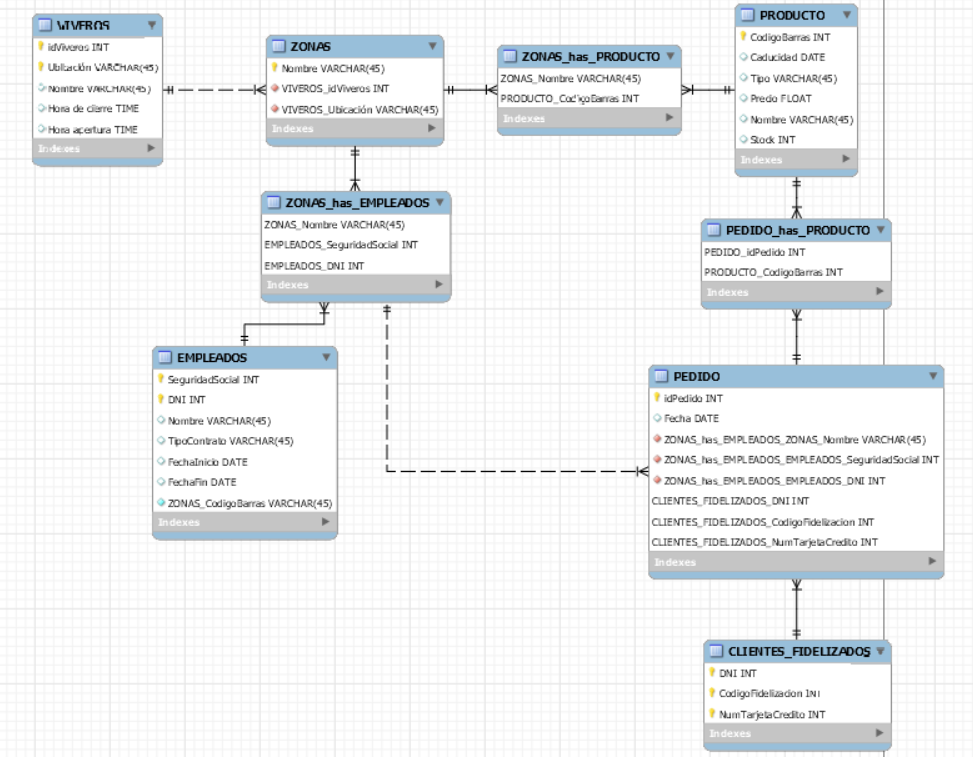 VIVEROS
idViveros INT
Ubicación VARCHAR(45)
Nombre VARCHAR(45)
Hora de cierre TIME
Hora apertura TIME
Indexes
ZONAS
Nombre VARCHAR(45)
VIVEROS_idViveros INT
VIVEROS_Ubicación VARCHAR(45)
Indexes
ZONAS_has_PRODUCTO
ZONAS_Nombre VARCHAR(45)
PRODUCTO_CodigoBarras INT
Indexes
PRODUCTO
CodigoBarras INT
Caducidad DATE
Tipo VARCHAR(45)
Precio FLOAT
Nombre VARCHAR(45)
Stock INT
Indexes
ZONAS_has_EMPLEADOS
ZONAS_Nombre VARCHAR(45)
EMPLEADOS_SeguridadSocial INT
EMPLEADOS_DNI INT
Indexes
PEDIDO_has_PRODUCTO
PEDIDO_idPedido INT
PRODUCTO_CodigoBarras INT
Indexes
EMPLEADOS
SeguridadSocial INT
DNI INT
Nombre VARCHAR(45)
TipoContrato VARCHAR(45)
FechaInicio DATE
FechaFin DATE
ZONAS_CodigoBarras VARCHAR(45)
Indexes
PEDIDO
idPedido INT
Fecha DATE
ZONAS_has_EMPLEADOS_ZONAS_Nombre VARCHAR(45)
ZONAS_has_EMPLEADOS_EMPLEADOS_SeguridadSocial INT
ZONAS_has_EMPLEADOS_EMPLEADOS_DNI INT
CLIENTES_FIDELIZADOS_DNI INT
CLIENTES_FIDELIZADOS_CodigoFidelizacion INT
CLIENTES_FIDELIZADOS_NumTarjetaCredito INT
Indexes
CLIENTES_FIDELIZADOS
DNI INT
CodigoFidelizacion INT
NumTarjetaCredito INT
Indexes